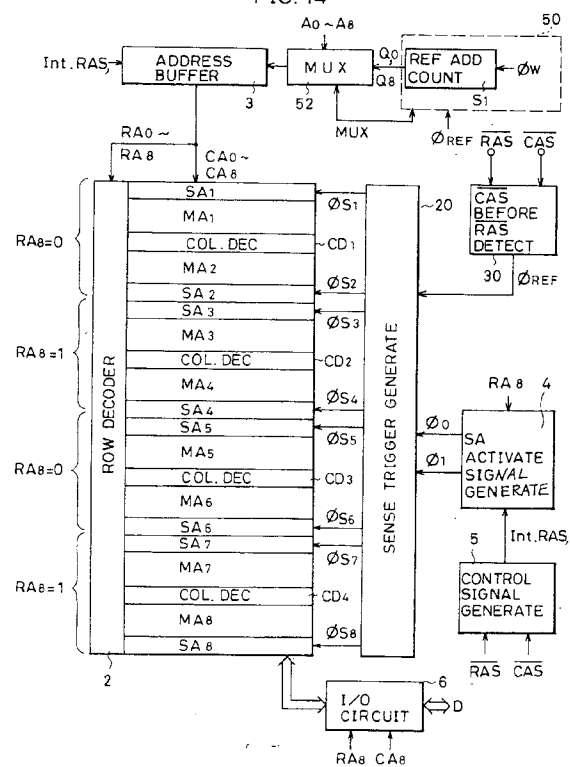 FIG. 14
A0~A8
50
Int.RAS
ADDRESS
BUFFER
3
MUX
52
Q0
Q8
REF ADD
COUNT
S1
ØW
MUX
ØREF
RAS
CAS
RA0~
RA8
CA0~
CA8
CAS
BEFORE
RAS
DETECT
30
ØREF
20
ROW DECODER
2
SENSE TRIGGER GENERATE
RA8=0
RA8=1
RA8=0
RA8=1
SA1
MA1
COL. DEC
MA2
SA2
SA3
MA3
COL. DEC
MA4
SA4
SA5
MA5
COL. DEC
MA6
SA6
SA7
MA7
COL. DEC
MA8
SA8
ØS1
CD1
ØS2
ØS3
CD2
ØS4
ØS5
CD3
ØS6
ØS7
CD4
ØS8
RA8
4
Ø0
Ø1
SA
ACTIVATE
SIGNAL
GENERATE
Int.RAS
5
CONTROL
SIGNAL
GENERATE
RAS
CAS
6
I/O
CIRCUIT
D
RA8
CA8